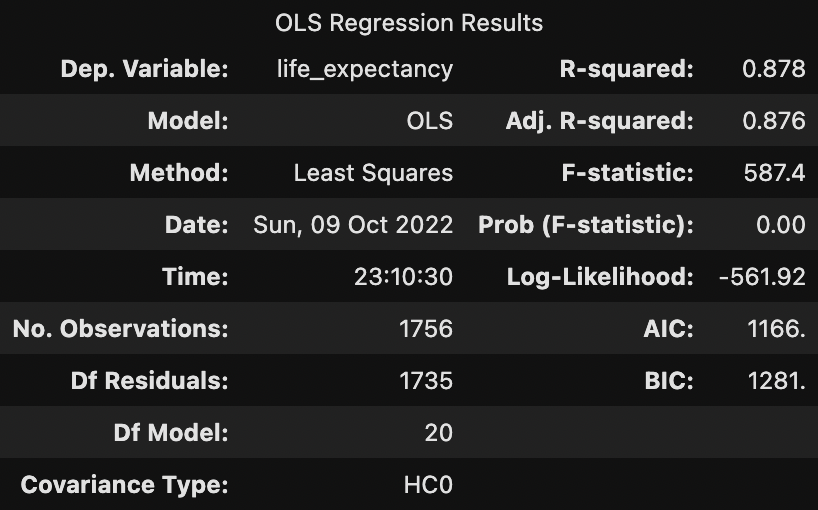 OLS Regression Results
Dep. Variable: life_expectancy R-squared: 0.878
Model: OLS Adj. R-squared: 0.876
Method: Least Squares F-statistic: 587.4
Date: Sun, 09 Oct 2022 Prob (F-statistic): 0.00
Time: 23:10:30 Log-Likelihood: -561.92
No. Observations: 1756 AIC: 1166.
Df Residuals: 1735 BIC: 1281.
Df Model: 20
Covariance Type: HC0